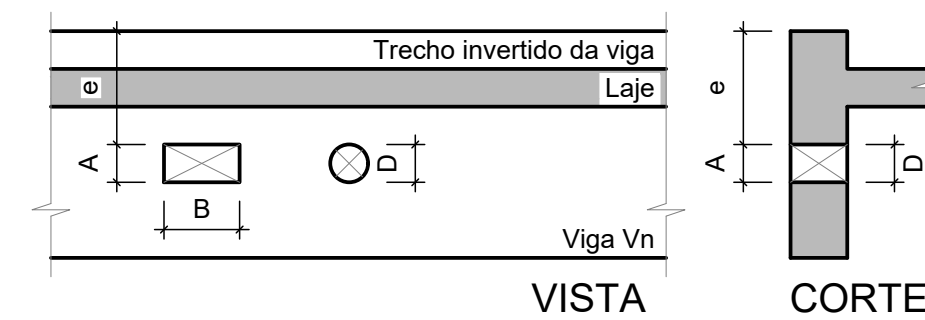 Trecho invertido da viga
Laje
e
e
A
D
A
D
B
Viga Vn
VISTA
CORTE